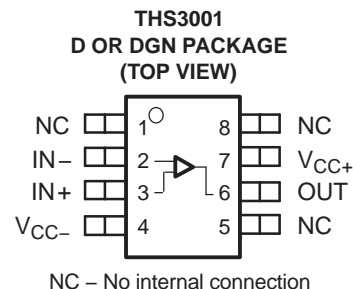 THS3001
D OR DGN PACKAGE
(TOP VIEW)
NC 1 8 NC
IN− 2 7 VCC+
IN+ 3 6 OUT
VCC− 4 5 NC
NC − No internal connection